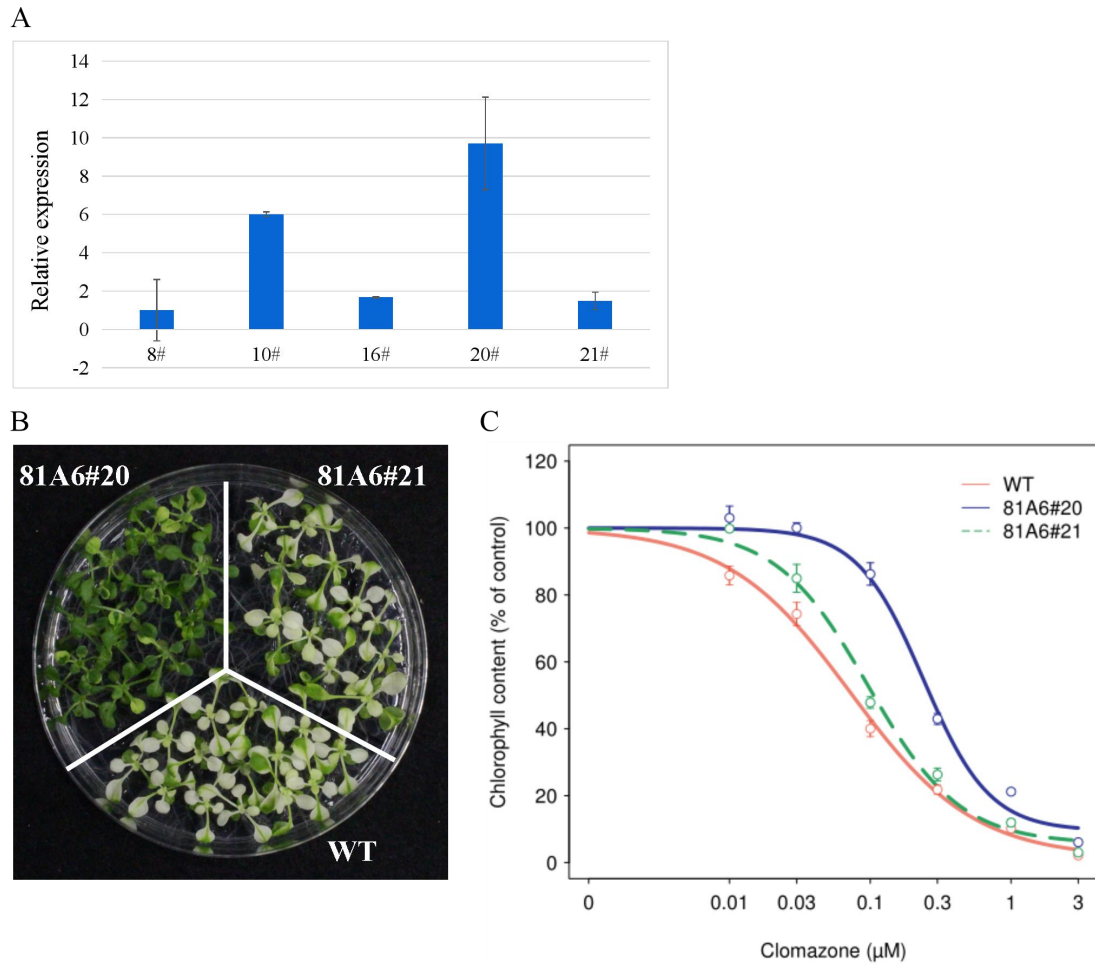 A
14
12
10
8
6
4
2
0
-2
Relative expression
8#
10#
16#
20#
21#
B
81A6#20
81A6#21
WT
C
120
100
80
60
40
20
0
Chlorophyll content (% of control)
WT
81A6#20
81A6#21
0
0.01
0.03
0.1
0.3
1
3
Clomazone (μM)